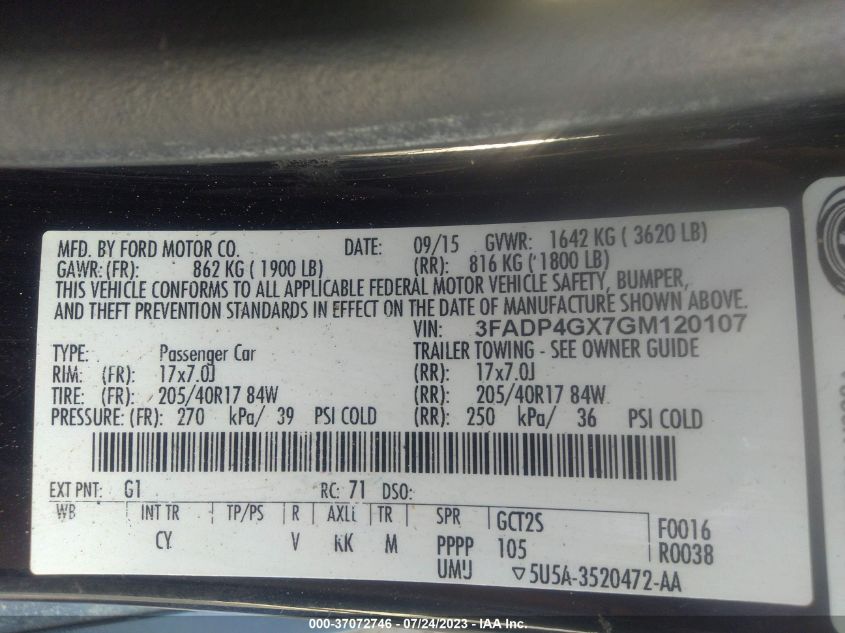 MFD. BY FORD MOTOR CO. DATE: 09/15 GVWR: 1642 KG ( 3620 LB)
GAWR: (FR): 862 KG ( 1900 LB) (RR): 816 KG ( 1800 LB)
THIS VEHICLE CONFORMS TO ALL APPLICABLE FEDERAL MOTOR VEHICLE SAFETY, BUMPER,
AND THEFT PREVENTION STANDARDS IN EFFECT ON THE DATE OF MANUFACTURE SHOWN ABOVE.
VIN: 3FADP4GX7GM120107
TYPE: Passenger Car TRAILER TOWING - SEE OWNER GUIDE
RIM: (FR): 17x7.0J (RR): 17x7.0J
TIRE: (FR): 205/40R17 84W (RR): 205/40R17 84W
PRESSURE: (FR): 270 kPa/ 39 PSI COLD (RR): 250 kPa/ 36 PSI COLD
EXT PNT: G1 RC: 71 DSO:
WB INT TR TP/PS R AXLE TR SPR GCT2S F0016
CY V KK M PPPP 105 R0038
UMU ▽5U5A-3520472-AA
000-37072746 - 07/24/2023 - IAA Inc.